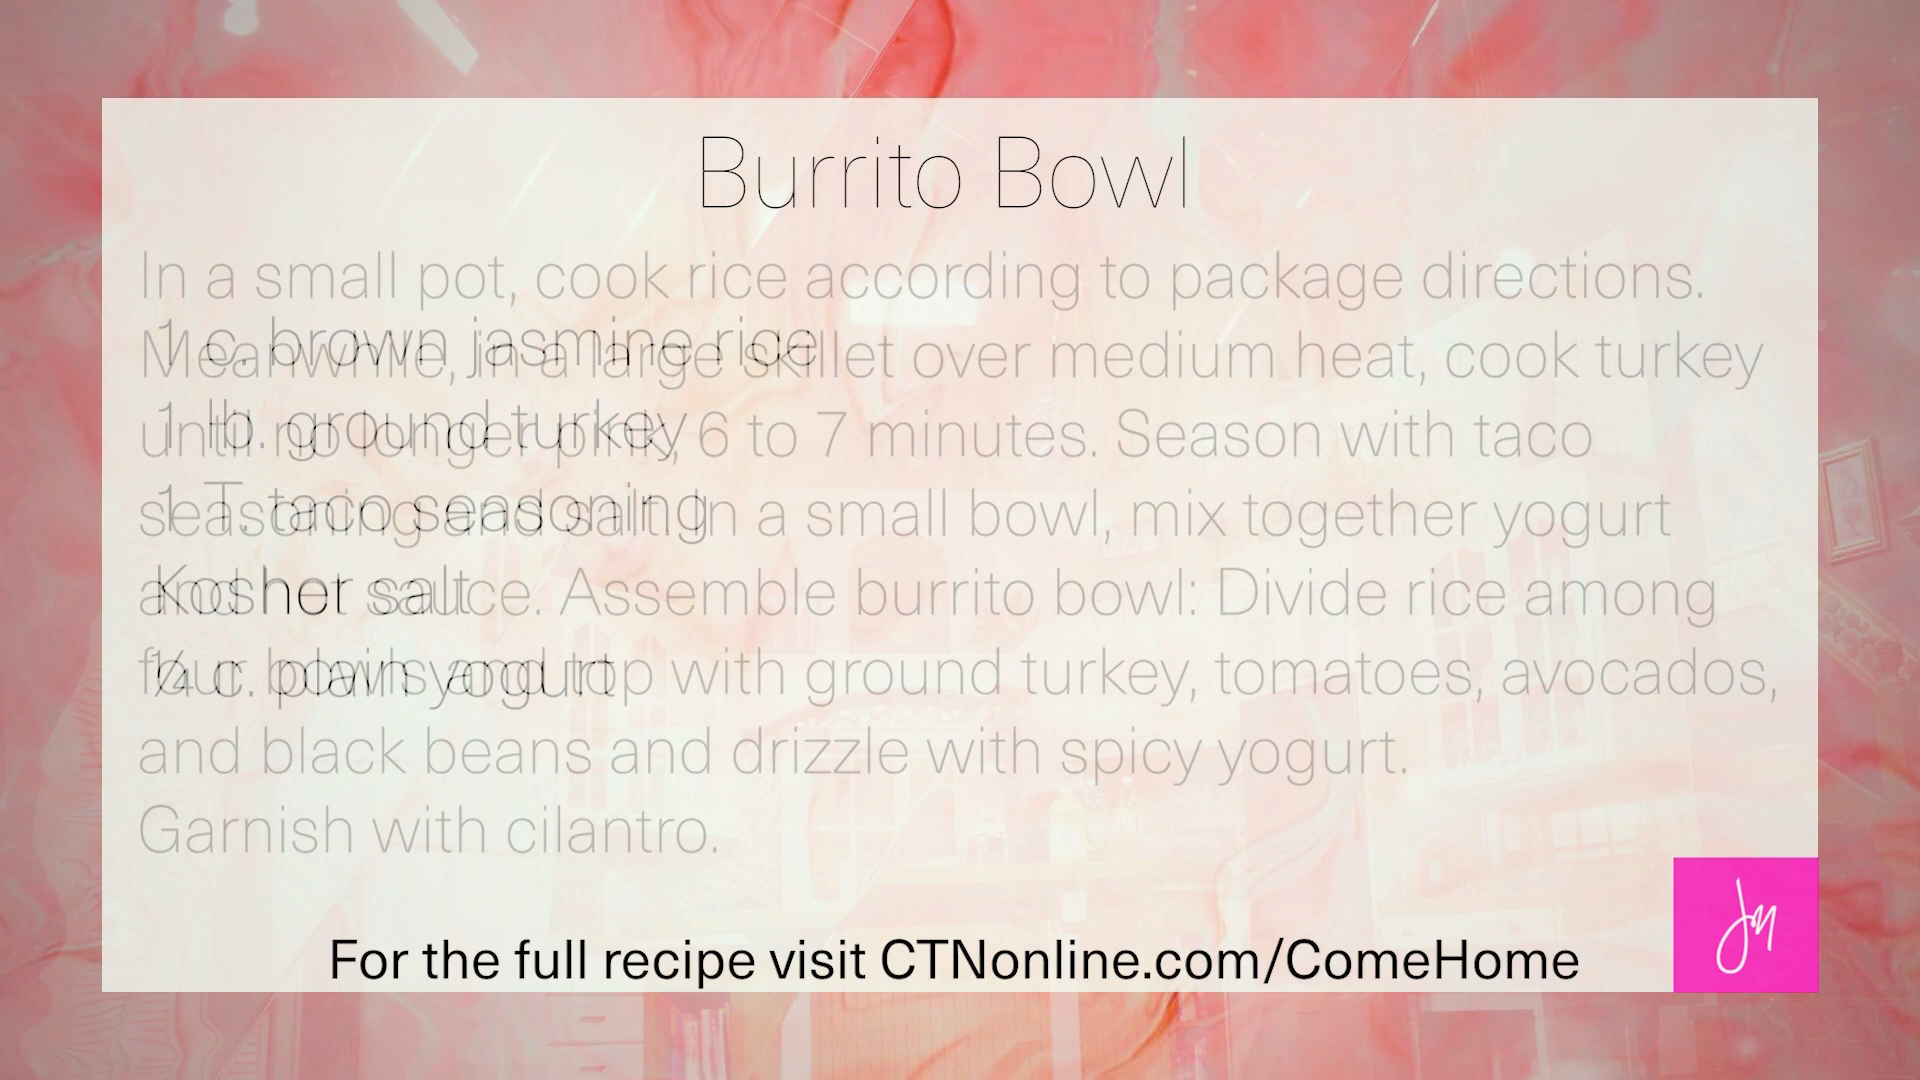 Burrito Bowl
In a small pot, cook rice according to package directions.
1 c. brown jasmine rice
Meanwhile, in a large skillet over medium heat, cook turkey
1 lb. ground turkey
until no longer pink, 6 to 7 minutes. Season with taco
1 T. taco seasoning
seasoning and salt. In a small bowl, mix together yogurt
Kosher salt
and hot sauce. Assemble burrito bowl: Divide rice among
four bowls and top with ground turkey, tomatoes, avocados,
c. plain yogurt
and black beans and drizzle with spicy yogurt.
Garnish with cilantro.
For the full recipe visit CTNonline.com/ComeHome